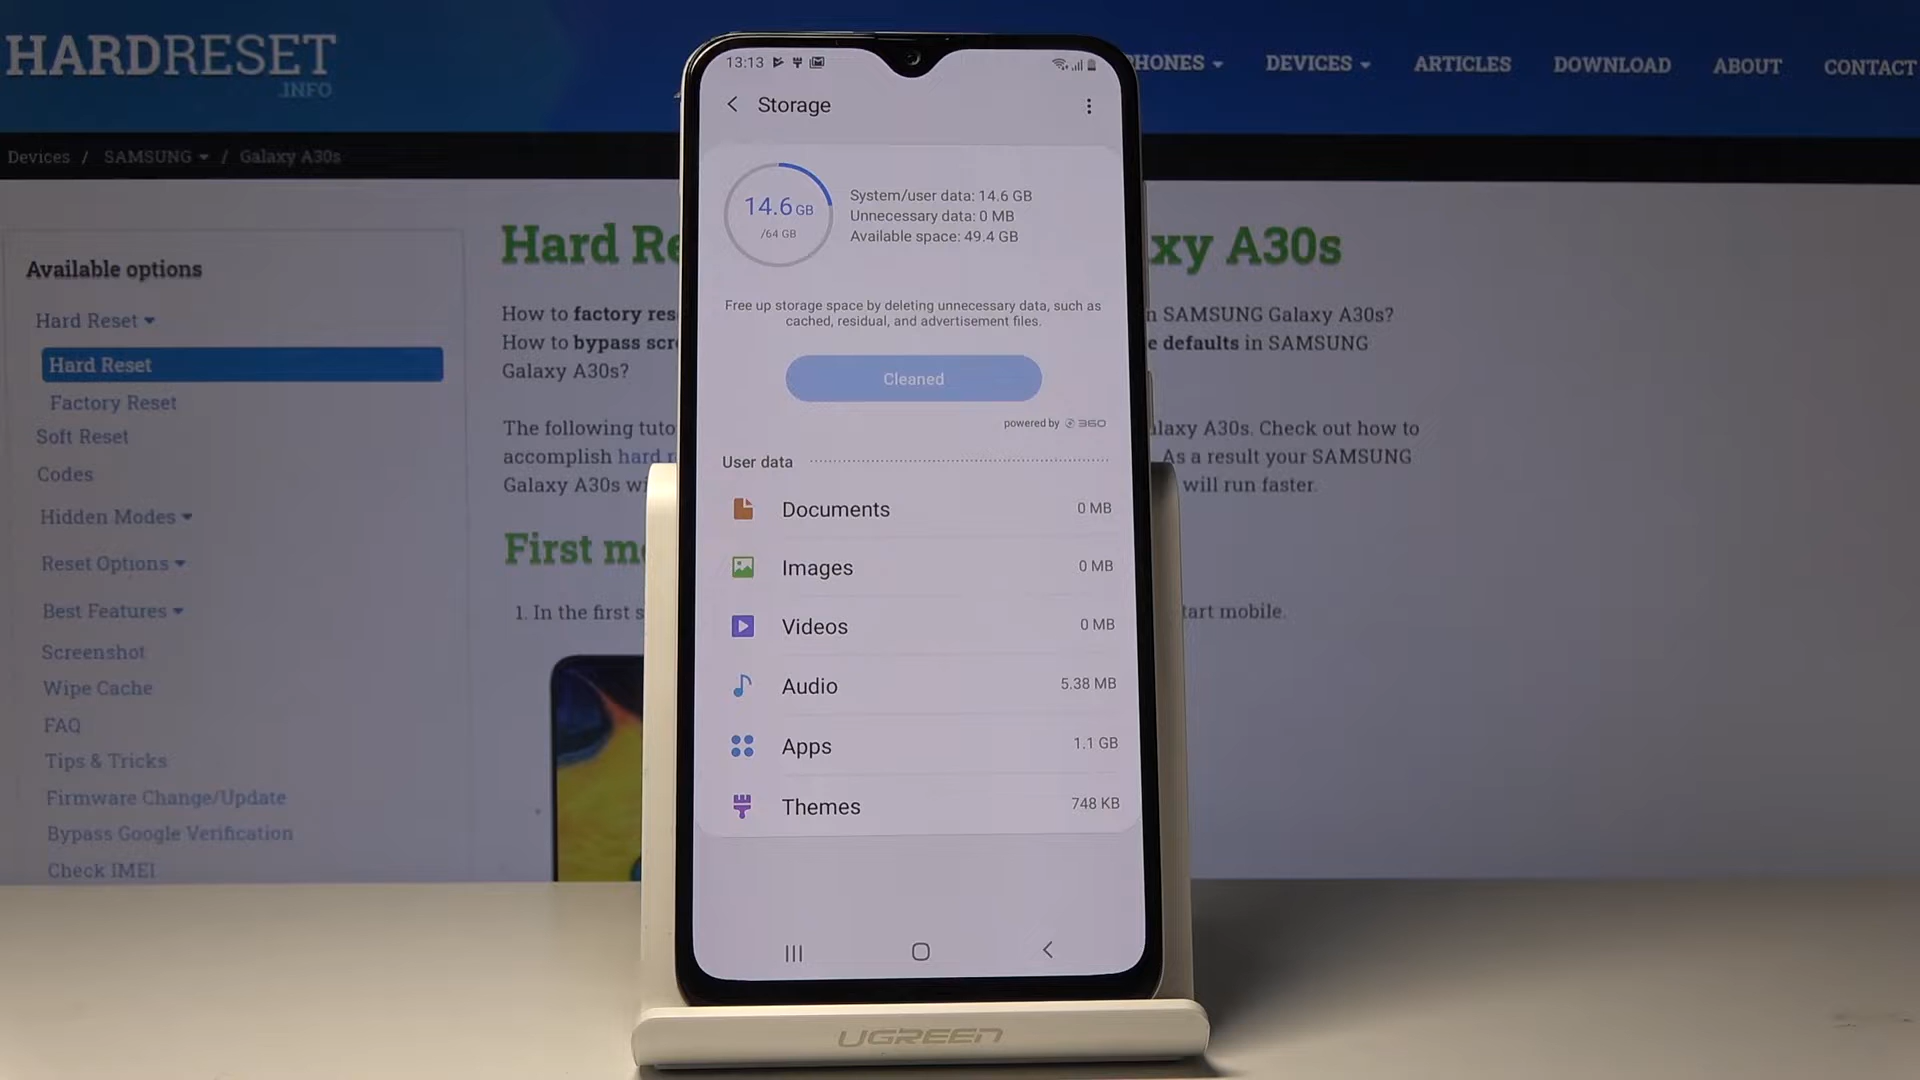 HARDRESET
.INFO
HONES
DEVICES
ARTICLES
DOWNLOAD
ABOUT
CONTACT
Devices / SAMSUNG / Galaxy A30s
Available options
Hard Reset
Hard Reset
Factory Reset
Soft Reset
Codes
Hidden Modes
Reset Options
Best Features
Screenshot
Wipe Cache
FAQ
Tips & Tricks
Firmware Change/Update
Bypass Google Verification
Check IMEI
Hard Re
xy A30s
How to factory res
n SAMSUNG Galaxy A30s?
How to bypass scr
e defaults in SAMSUNG
Galaxy A30s?
The following tuto
alaxy A30s. Check out how to
accomplish hard r
As a result your SAMSUNG
Galaxy A30s wi
will run faster.
First me
1. In the first s
tart mobile.
13:13
Storage
14.6 GB
/64 GB
System/user data: 14.6 GB
Unnecessary data: 0 MB
Available space: 49.4 GB
Free up storage space by deleting unnecessary data, such as
cached, residual, and advertisement files.
Cleaned
powered by 360
User data
Documents 0 MB
Images 0 MB
Videos 0 MB
Audio 5.38 MB
Apps 1.1 GB
Themes 748 KB
UGREEN